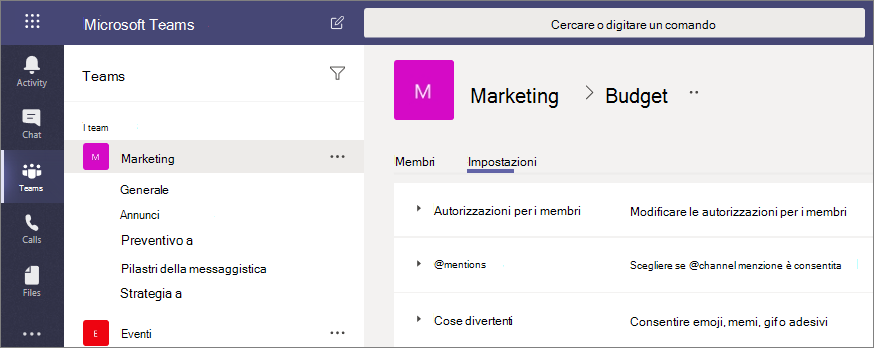 Microsoft Teams
Cercare o digitare un comando
Activity
Chat
Teams
Calls
Files
Teams
I team
M Marketing
Generale
Annunci
Preventivo a
Pilastri della messaggistica
Strategia a
E Eventi
M Marketing > Budget
Membri Impostazioni
Autorizzazioni per i membri Modificare le autorizzazioni per i membri
@mentions Scegliere se @channel menzione è consentita
Cose divertenti Consentire emoji, memi, gif o adesivi